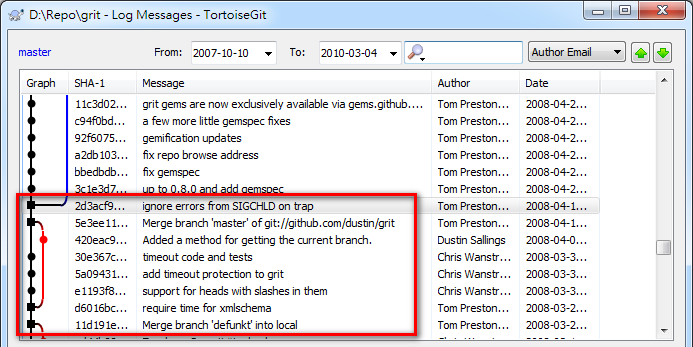 D:\Repo\grit - Log Messages - TortoiseGit
master From: 2007-10-10 To: 2010-03-04 Author Email
Graph SHA-1 Message Author Date
11c3d02... grit gems are now exclusively available via gems.github.... Tom Preston... 2008-04-2...
c94f0bd... a few more little gemspec fixes Tom Preston... 2008-04-2...
92f6075... gemification updates Tom Preston... 2008-04-2...
a2db103... fix repo browse address Tom Preston... 2008-04-2...
bbedbdb... fix gemspec Tom Preston... 2008-04-2...
3c1e3d7... up to 0.8.0 and add gemspec Tom Preston... 2008-04-2...
2d3acf9... ignore errors from SIGCHLD on trap Tom Preston... 2008-04-1...
5e3ee11... Merge branch 'master' of git://github.com/dustin/grit Tom Preston... 2008-04-1...
420eac9... Added a method for getting the current branch. Dustin Sallings 2008-04-0...
30e367c... timeout code and tests Chris Wanstr... 2008-03-3...
5a09431... add timeout protection to grit Chris Wanstr... 2008-03-3...
e1193f8... support for heads with slashes in them Chris Wanstr... 2008-03-3...
d6016bc... require time for xmlschema Tom Preston... 2008-03-2...
11d191e... Merge branch 'defunkt' into local Tom Preston... 2008-03-2...